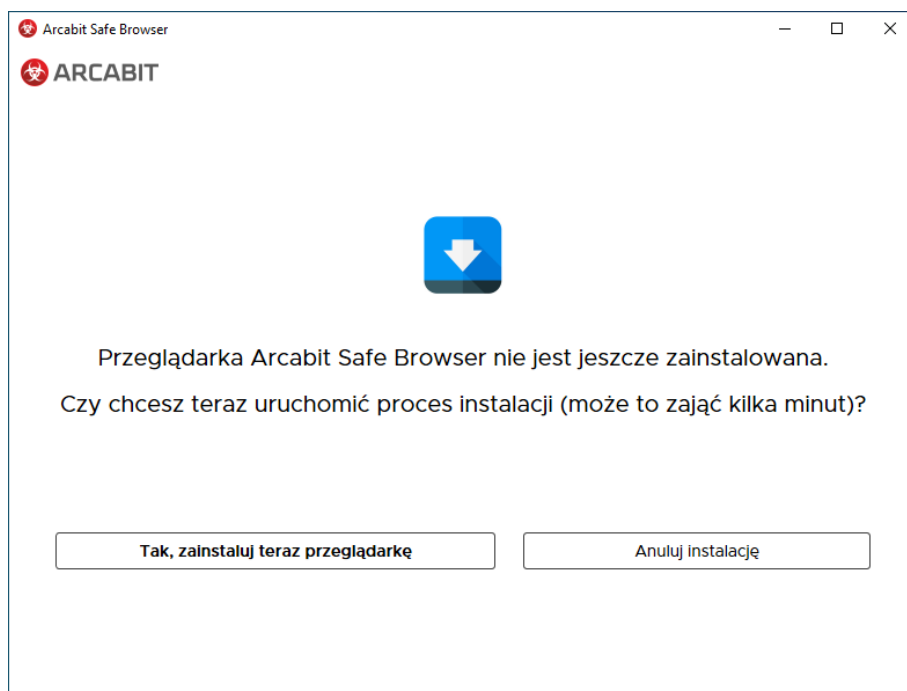 Arcabit Safe Browser
ARCABIT
Przeglądarka Arcabit Safe Browser nie jest jeszcze zainstalowana.
Czy chcesz teraz uruchomić proces instalacji (może to zająć kilka minut)?
Tak, zainstaluj teraz przeglądarkę
Anuluj instalację